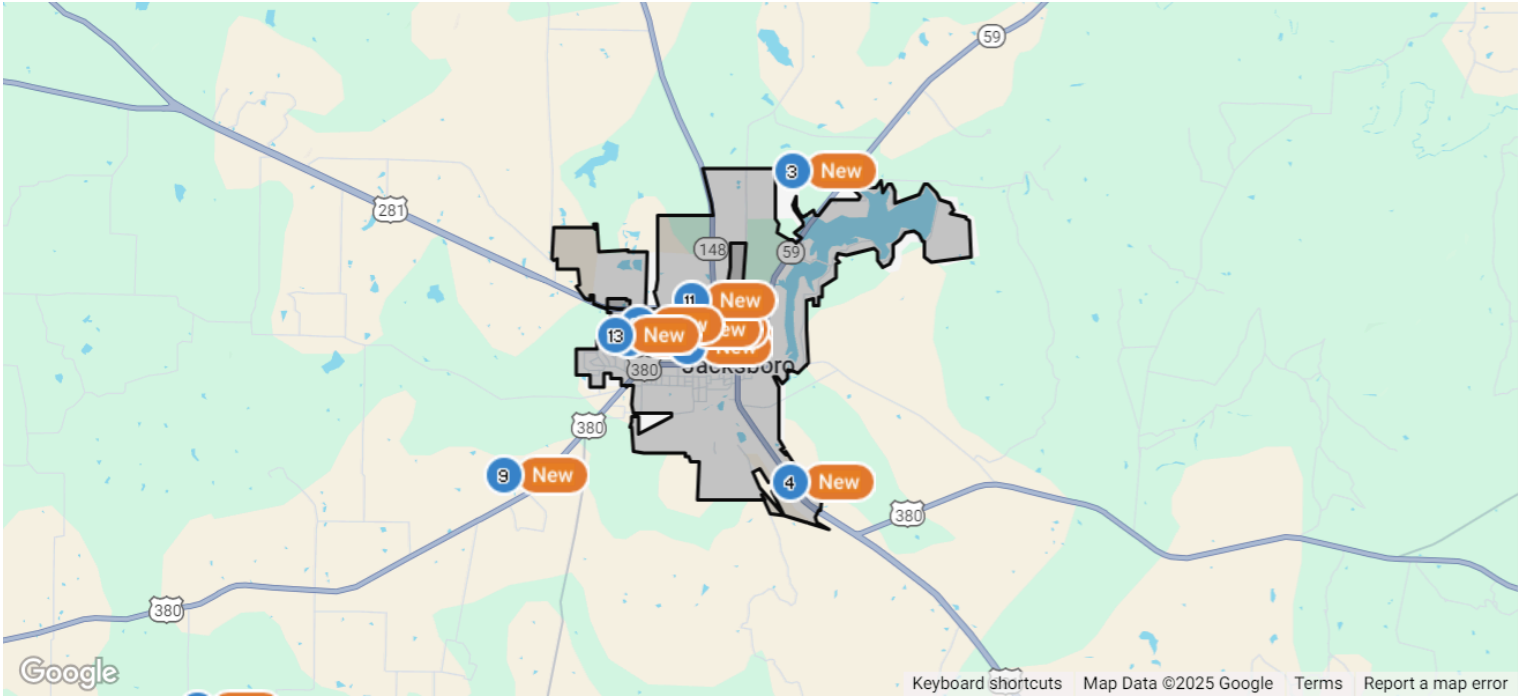 59
281
3 New
148
59
11 New
New
13 New
New
380
Jacksboro
380
9 New
4 New
380
380
Google
Keyboard shortcuts
Map Data ©2025 Google
Terms
Report a map error